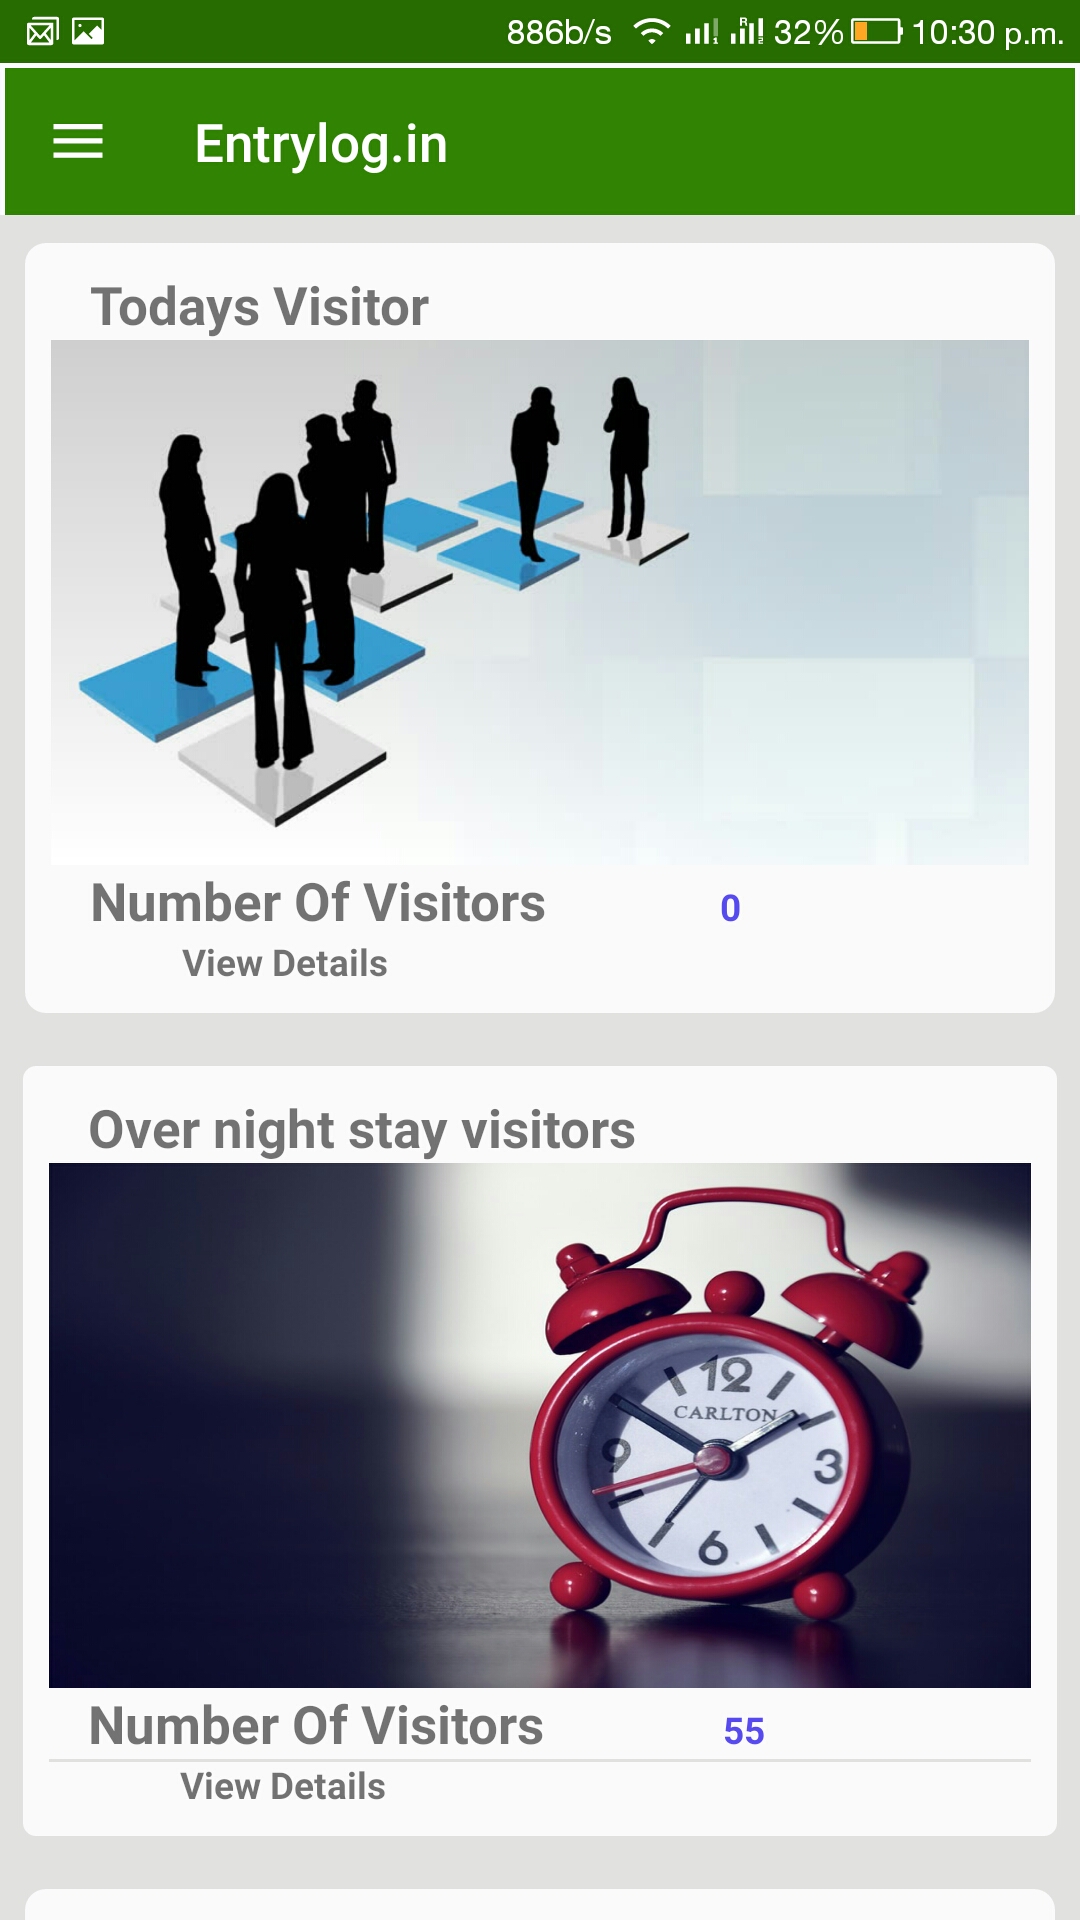 886b/s 32% 10:30 p.m.
Entrylog.in
Todays Visitor
Number Of Visitors 0
View Details
Over night stay visitors
12
CARLTON
9 3
6
Number Of Visitors 55
View Details